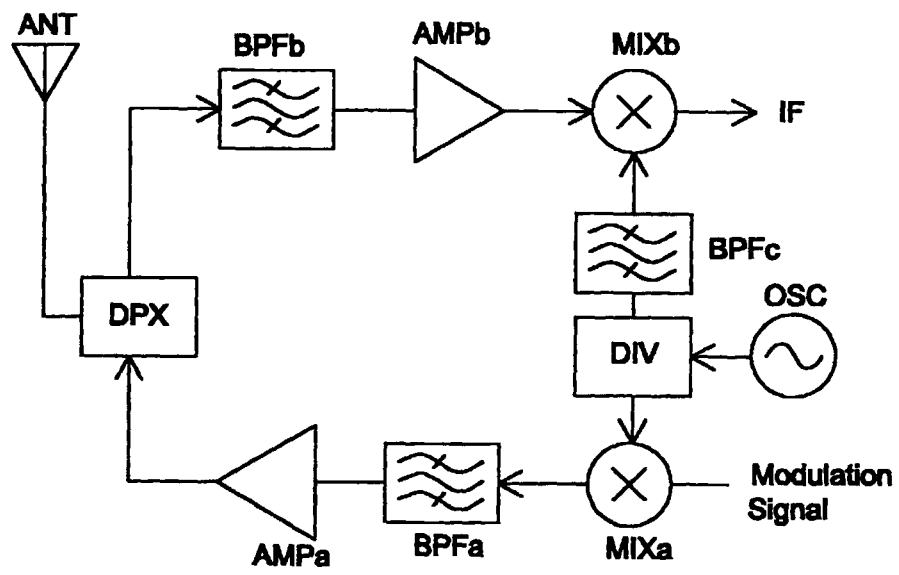 ANT
BPFb
AMPb
MIXb
IF
BPFc
OSC
DPX
DIV
Modulation
Signal
AMPa
BPFa
MIXa